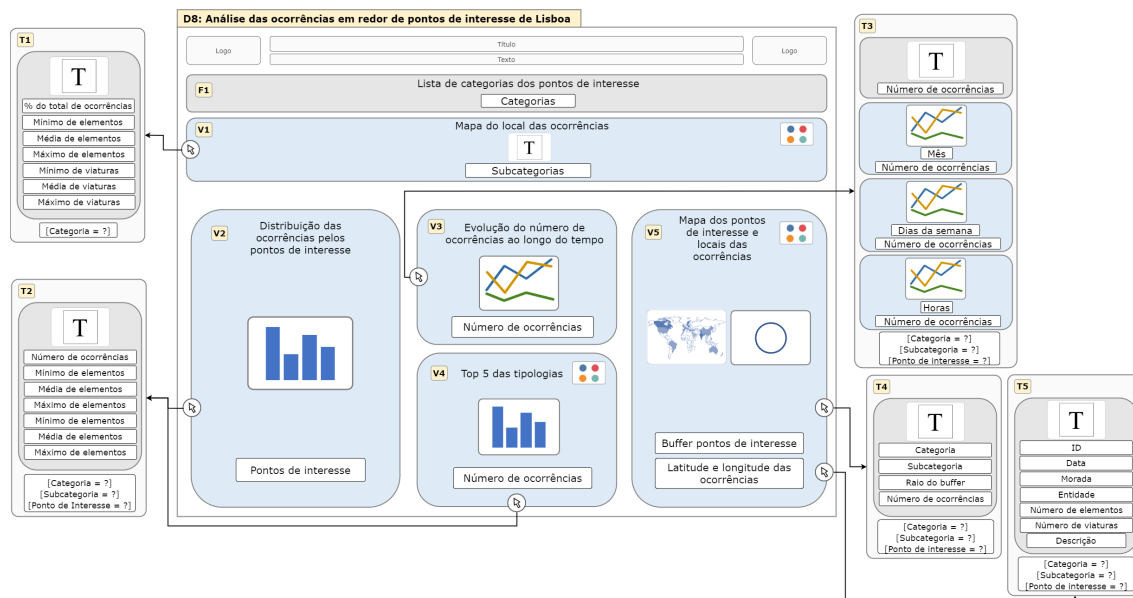 D8: Análise das ocorrências em redor de pontos de interesse de Lisboa
Logo
Título
Texto
Logo
F1
Lista de categorias dos pontos de interesse
Categorias
V1
Mapa do local das ocorrências
T
Subcategorias
V2
Distribuição das
ocorrências pelos
pontos de interesse
Pontos de interesse
V3
Evolução do número de
ocorrências ao longo do tempo
Número de ocorrências
V4
Top 5 das tipologias
Número de ocorrências
V5
Mapa dos pontos
de interesse e
locais das
ocorrências
Buffer pontos de interesse
Latitude e longitude das
ocorrências
T1
T
% do total de ocorrências
Mínimo de elementos
Média de elementos
Máximo de elementos
Mínimo de viaturas
Média de viaturas
Máximo de viaturas
[Categoria = ?]
T2
T
Número de ocorrências
Mínimo de elementos
Média de elementos
Máximo de elementos
Mínimo de elementos
Média de elementos
Máximo de elementos
[Categoria = ?]
[Subcategoria = ?]
[Ponto de Interesse = ?]
T3
T
Número de ocorrências
Mês
Número de ocorrências
Dias da semana
Número de ocorrências
Horas
Número de ocorrências
[Categoria = ?]
[Subcategoria = ?]
[Ponto de interesse = ?]
T4
T
Categoria
Subcategoria
Raio do buffer
Número de ocorrências
[Categoria = ?]
[Subcategoria = ?]
[Ponto de interesse = ?]
T5
T
ID
Data
Morada
Entidade
Número de elementos
Número de viaturas
Descrição
[Categoria = ?]
[Subcategoria = ?]
[Ponto de interesse = ?]